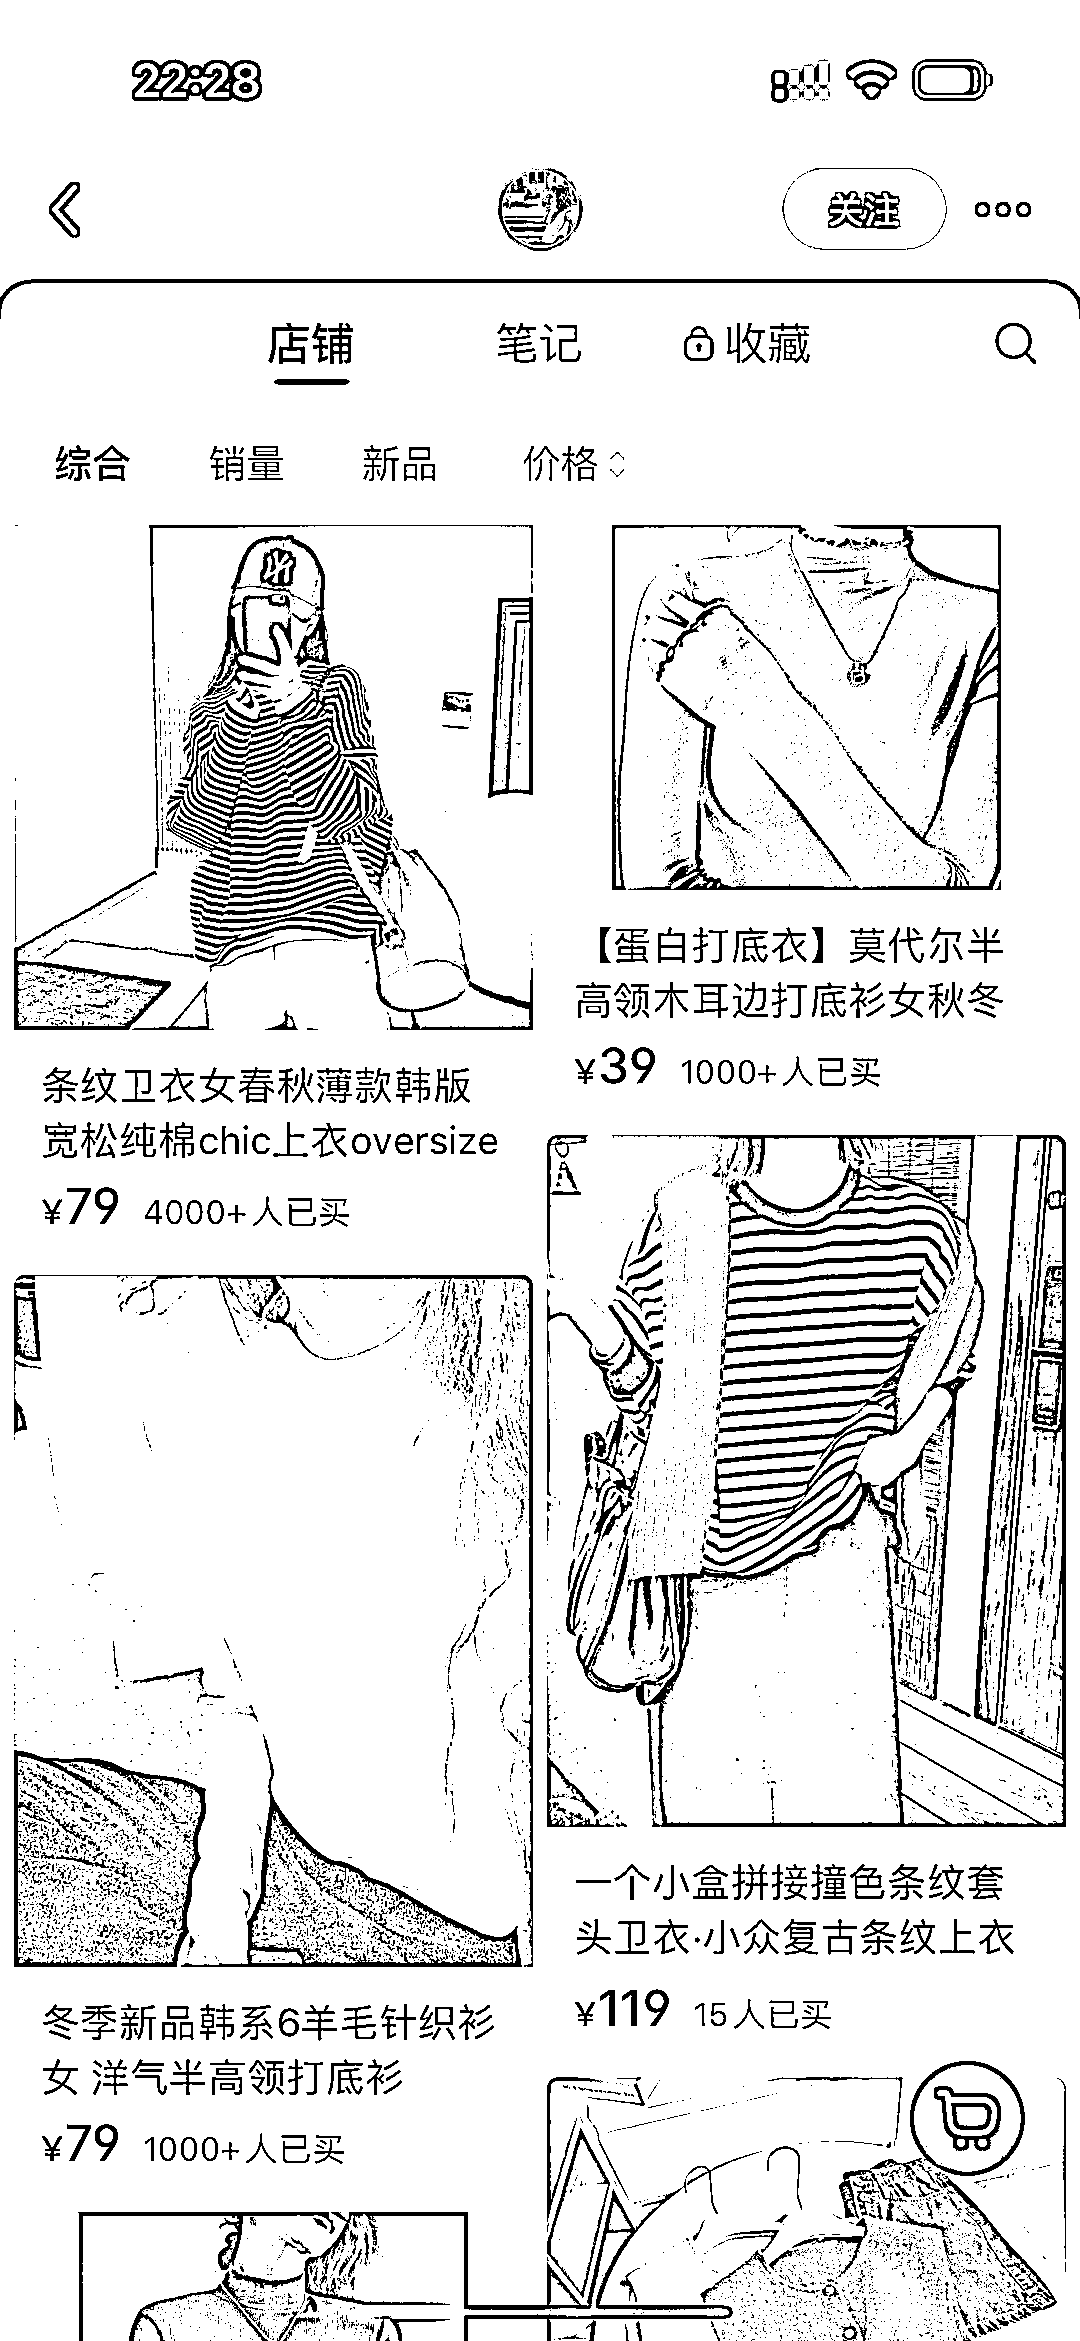 22:28
关注
店铺 笔记 收藏
综合 销量 新品 价格
条纹卫衣女春秋薄款韩版
宽松纯棉chic上衣oversize
¥79 4000+人已买
【蛋白打底衣】莫代尔半
高领木耳边打底衫女秋冬
¥39 1000+人已买
冬季新品韩系6羊毛针织衫
女 洋气半高领打底衫
¥79 1000+人已买
一个小盒拼接撞色条纹套
头卫衣·小众复古条纹上衣
¥119 15人已买